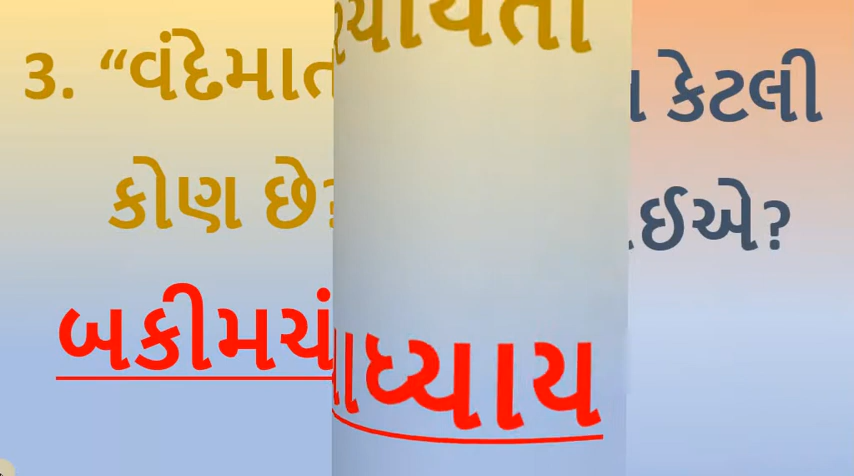 3. “વંદેમાત
કોણ છે?
બકીમચં
ાધ્યાય
કેટલી
ઈએ?